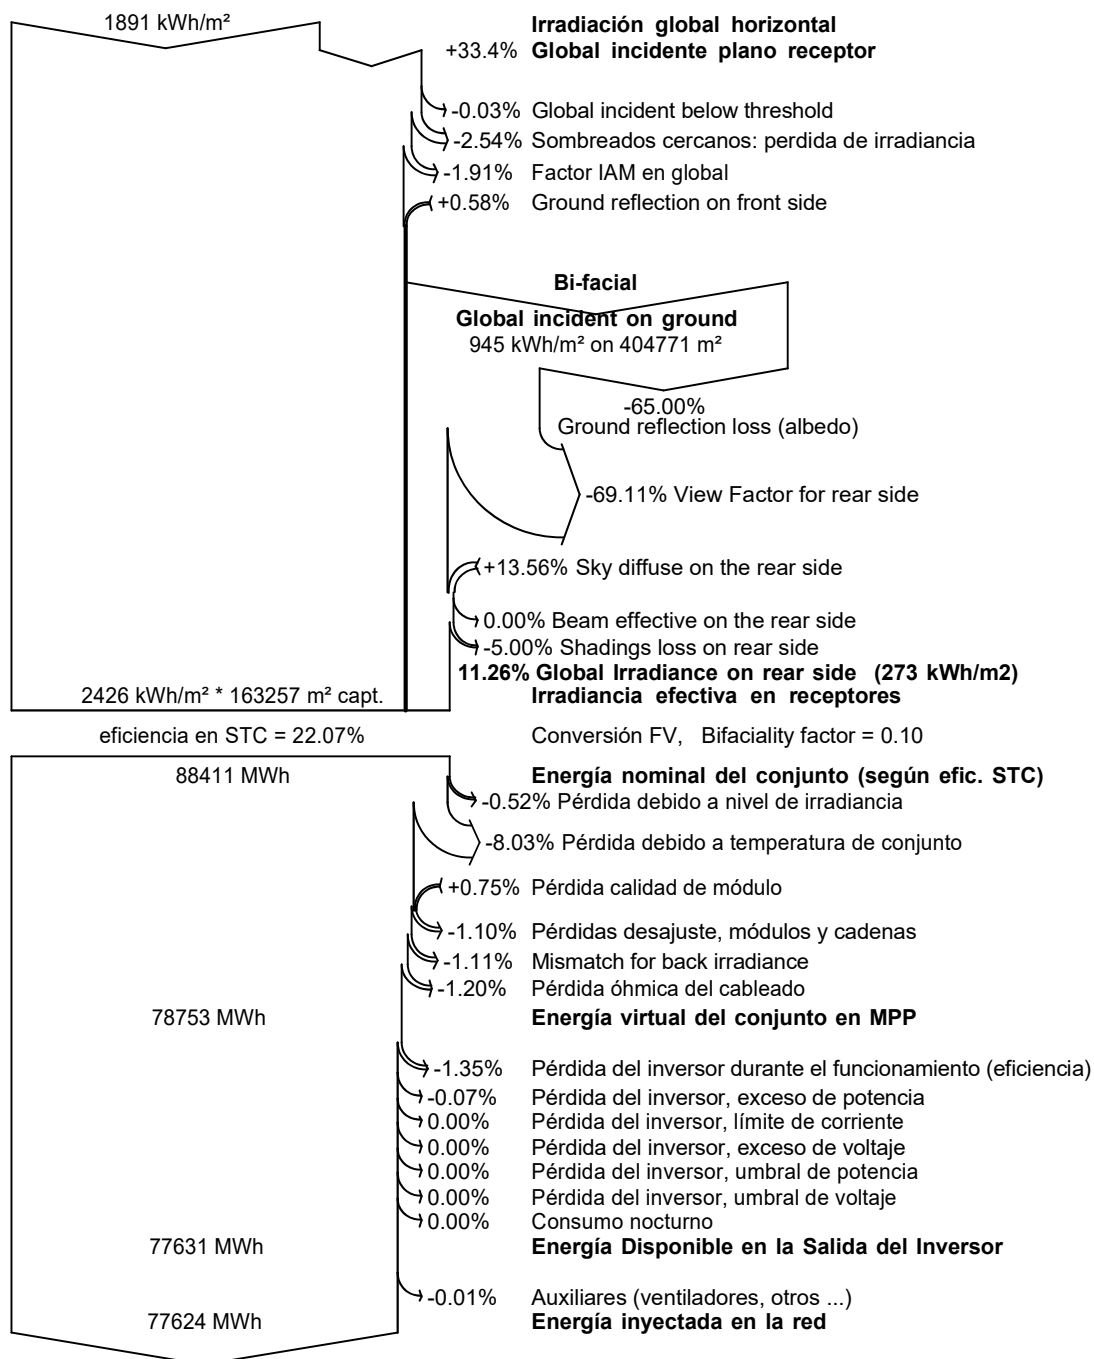 1891 kWh/m² Irradiación global horizontal
+33.4% Global incidente plano receptor
-0.03% Global incident below threshold
-2.54% Sombreados cercanos: perdida de irradiancia
-1.91% Factor IAM en global
+0.58% Ground reflection on front side
Bi-facial
Global incident on ground
945 kWh/m² on 404771 m²
-65.00%
Ground reflection loss (albedo)
-69.11% View Factor for rear side
+13.56% Sky diffuse on the rear side
0.00% Beam effective on the rear side
-5.00% Shadings loss on rear side
11.26% Global Irradiance on rear side (273 kWh/m2)
2426 kWh/m² * 163257 m² capt. Irradiancia efectiva en receptores
eficiencia en STC = 22.07% Conversión FV, Bifaciality factor = 0.10
88411 MWh Energía nominal del conjunto (según efic. STC)
-0.52% Pérdida debido a nivel de irradiancia
-8.03% Pérdida debido a temperatura de conjunto
+0.75% Pérdida calidad de módulo
-1.10% Pérdidas desajuste, módulos y cadenas
-1.11% Mismatch for back irradiance
-1.20% Pérdida óhmica del cableado
78753 MWh Energía virtual del conjunto en MPP
-1.35% Pérdida del inversor durante el funcionamiento (eficiencia)
-0.07% Pérdida del inversor, exceso de potencia
0.00% Pérdida del inversor, límite de corriente
0.00% Pérdida del inversor, exceso de voltaje
0.00% Pérdida del inversor, umbral de potencia
0.00% Pérdida del inversor, umbral de voltaje
0.00% Consumo nocturno
77631 MWh Energía Disponible en la Salida del Inversor
-0.01% Auxiliares (ventiladores, otros ...)
77624 MWh Energía inyectada en la red